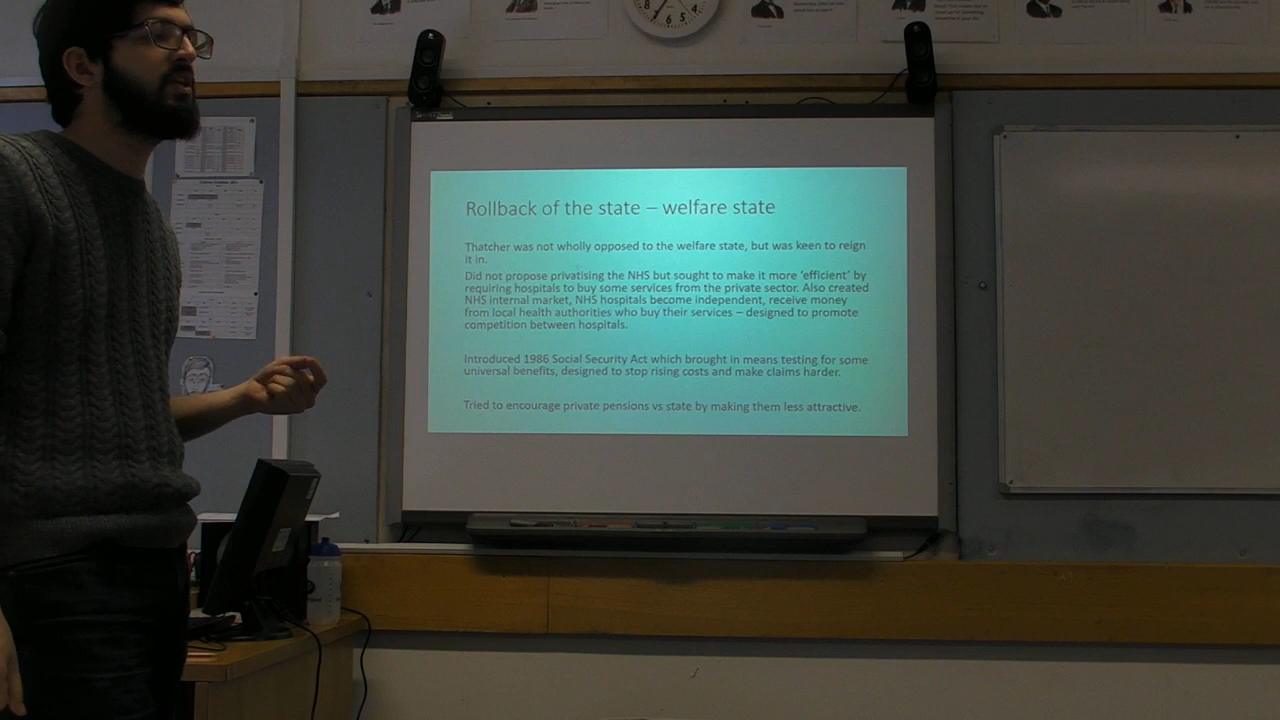 7 6 5
Rollback of the state – welfare state
Thatcher was not wholly opposed to the welfare state, but was keen to reign
it in.
Did not propose privatising the NHS but sought to make it more ‘efficient’ by
requiring hospitals to buy some services from the private sector. Also created
NHS internal market, NHS hospitals become independent, receive money
from local health authorities who buy their services – designed to promote
competition between hospitals.
Introduced 1986 Social Security Act which brought in means testing for some
universal benefits, designed to stop rising costs and make claims harder.
Tried to encourage private pensions vs state by making them less attractive.